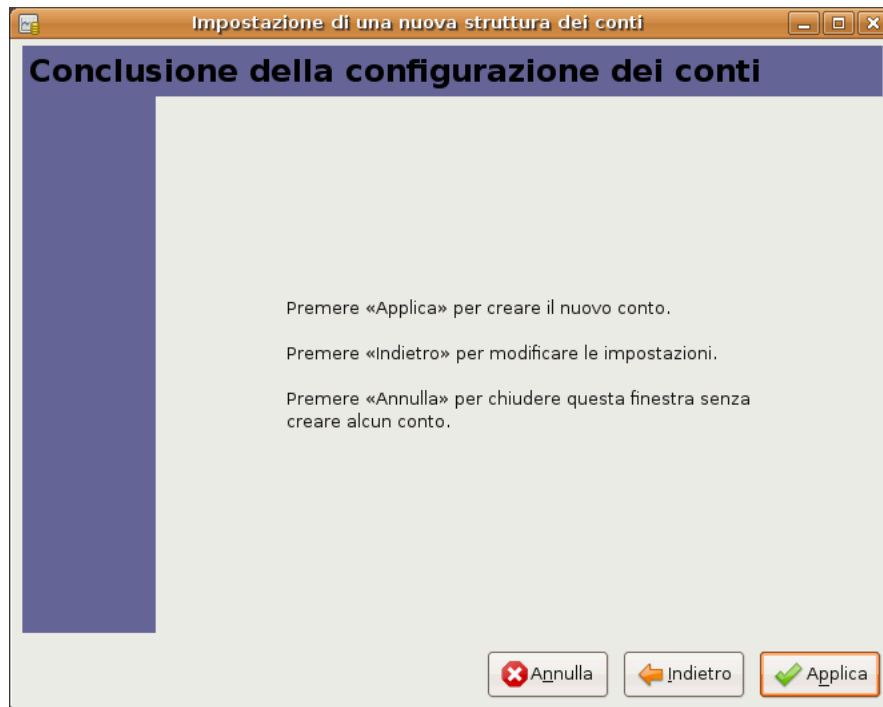 Impostazione di una nuova struttura dei conti
Conclusione della configurazione dei conti
Premere «Applica» per creare il nuovo conto.
Premere «Indietro» per modificare le impostazioni.
Premere «Annulla» per chiudere questa finestra senza
creare alcun conto.
Annulla
Indietro
Applica